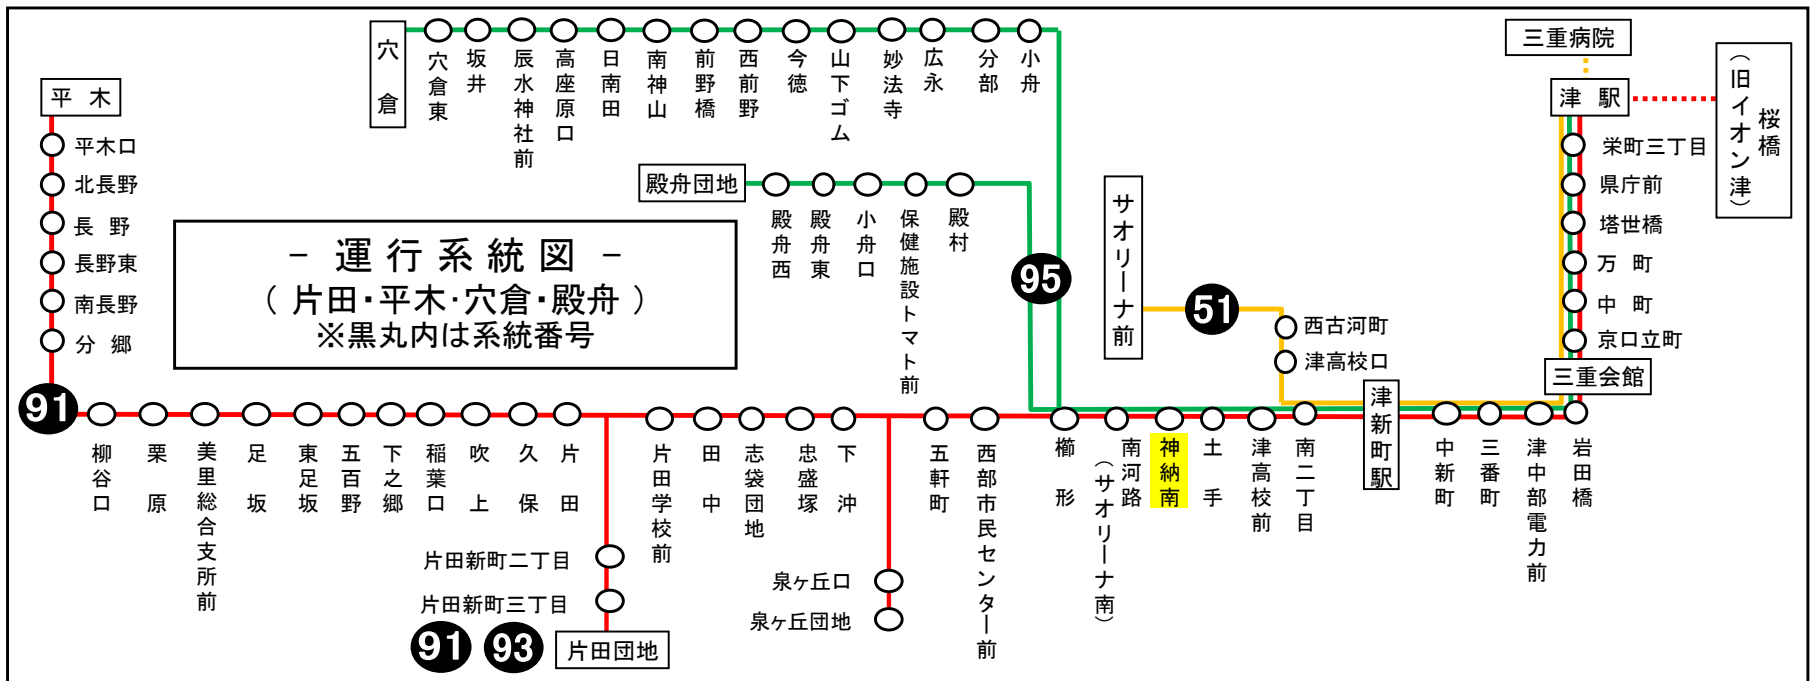 穴倉
穴倉東
坂井
辰水神社前
高座原口
日南田
南神山
前野橋
西前野
今徳
山下ゴム
妙法寺
広永
分部
小舟
三重病院
津 駅
桜橋
（旧イオン津）
平 木
平木口
北長野
長 野
長野東
南長野
分 郷
殿舟団地
殿舟西
殿舟東
小舟口
保健施設トマト前
殿村
サオリーナ前
栄町三丁目
県庁前
塔世橋
万 町
中 町
京口立町
三重会館
－ 運 行 系 統 図 －
（ 片田・平木・穴倉・殿舟 ）
※黒丸内は系統番号
95
51
西古河町
津高校口
91
柳谷口
栗 原
美里総合支所前
足 坂
東足坂
五百野
下之郷
稲葉口
吹 上
久 保
片 田
片田学校前
田 中
志袋団地
忠盛塚
下 沖
五軒町
西部市民センター前
櫛 形
南河路
（サオリーナ南）
神納南
土 手
津高校前
南二丁目
津新町駅
中新町
三番町
津中部電力前
岩田橋
片田新町二丁目
片田新町三丁目
91
93
片田団地
泉ヶ丘口
泉ヶ丘団地